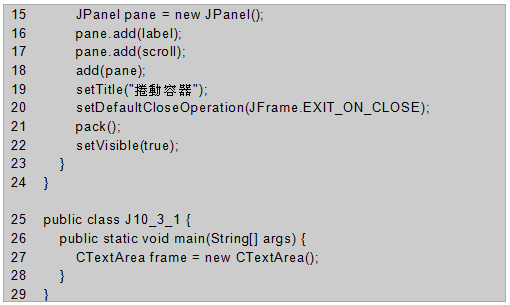 15 JPanel pane = new JPanel();
16 pane.add(label);
17 pane.add(scroll);
18 add(pane);
19 setTitle("捲動容器");
20 setDefaultCloseOperation(JFrame.EXIT_ON_CLOSE);
21 pack();
22 setVisible(true);
23 }
24 }
25 public class J10_3_1 {
26 public static void main(String[] args) {
27 CTextArea frame = new CTextArea();
28 }
29 }